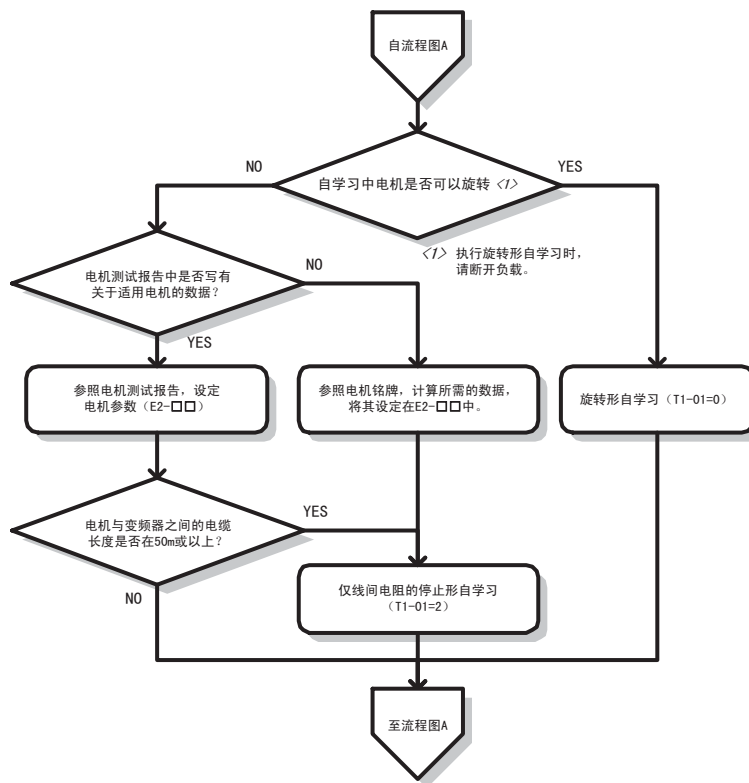 自流程图A
NO
YES
自学习中电机是否可以旋转 <1>
<1> 执行旋转形自学习时，
请断开负载。
电机测试报告中是否写有
关于适用电机的数据？
NO
YES
参照电机测试报告，设定
电机参数（E2-□□）
参照电机铭牌，计算所需的数据，
将其设定在E2-□□中。
旋转形自学习（T1-01=0）
电机与变频器之间的电缆
长度是否在50m或以上？
YES
NO
仅线间电阻的停止形自学习
（T1-01=2）
至流程图A